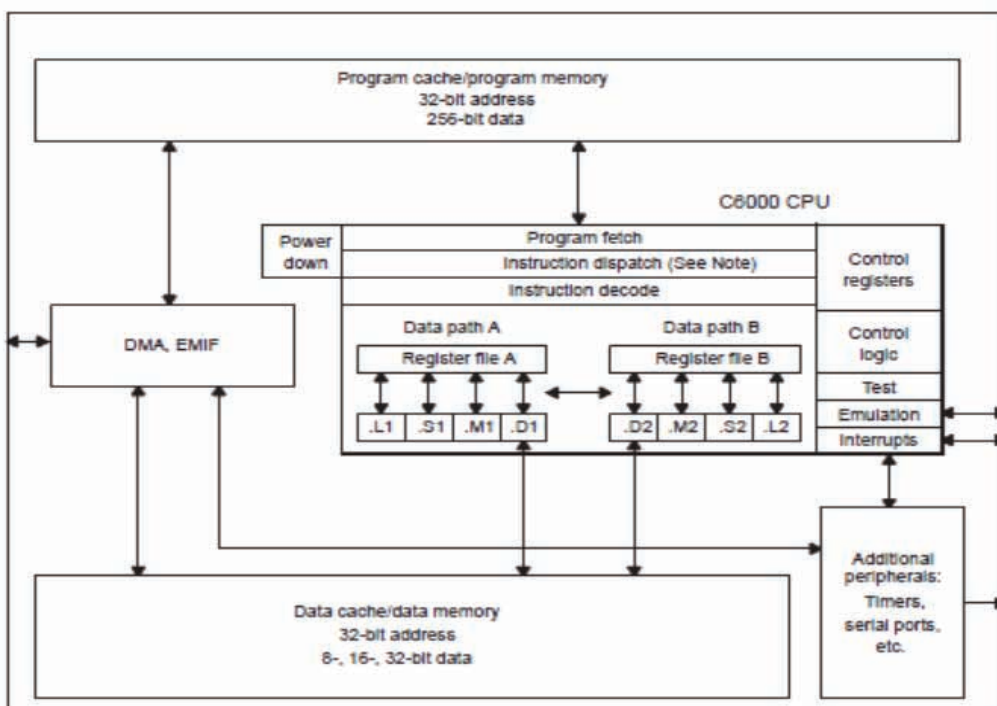 Program cache/program memory
32-bit address
256-bit data
C6000 CPU
Power
down
Program fetch
Instruction dispatch (See Note)
Instruction decode
Control
registers
DMA, EMIF
Data path A
Data path B
Register file A
Register file B
Control
logic
Test
.L1 .S1 .M1 .D1
.D2 .M2 .S2 .L2
Emulation
Interrupts
Additional
peripherals:
Timers,
serial ports,
etc.
Data cache/data memory
32-bit address
8-, 16-, 32-bit data